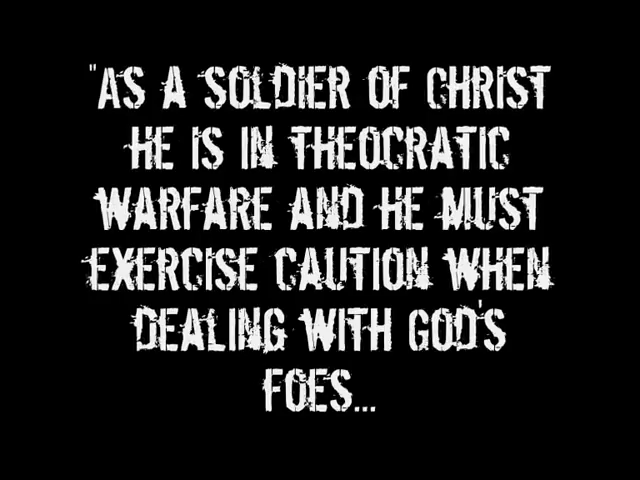 "AS A SOLDIER OF CHRIST
HE IS IN THEOCRATIC
WARFARE AND HE MUST
EXERCISE CAUTION WHEN
DEALING WITH GOD'S
FOES...